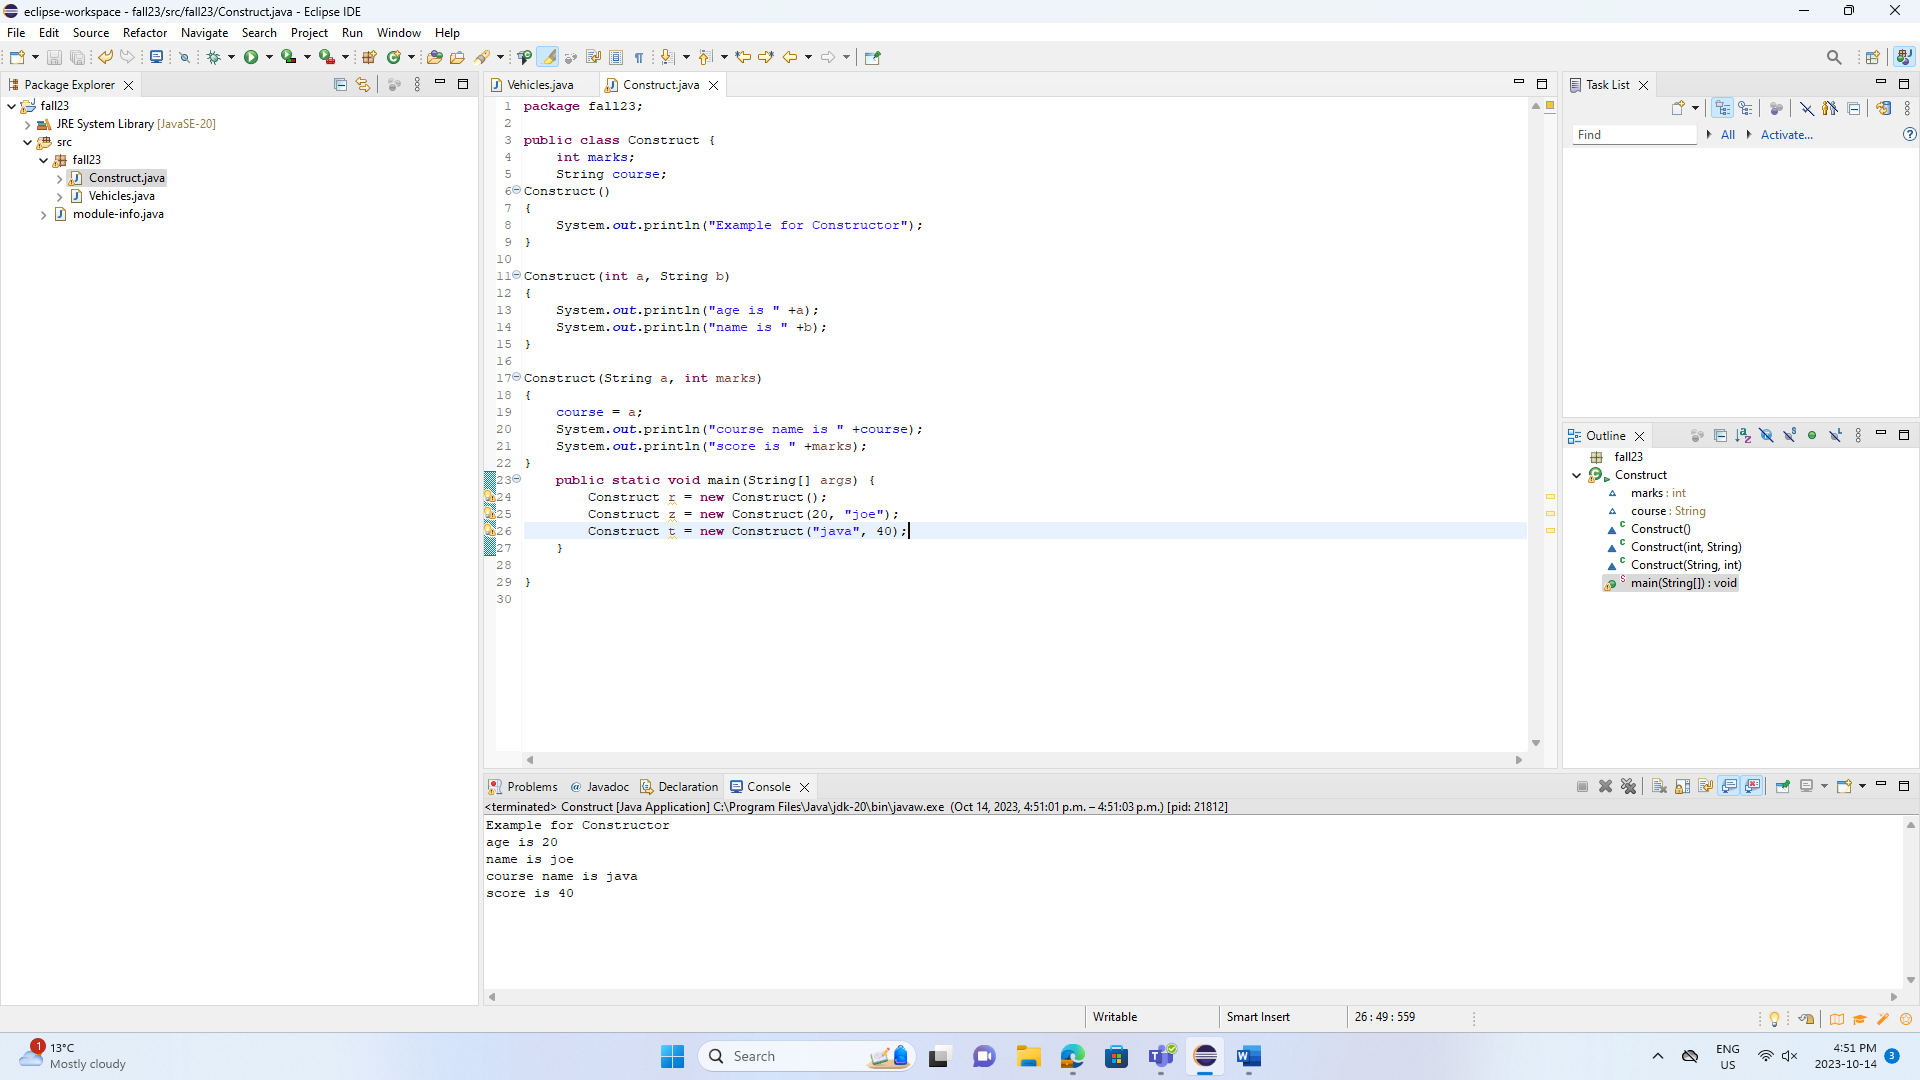 eclipse-workspace - fall23/src/fall23/Construct.java - Eclipse IDE
File Edit Source Refactor Navigate Search Project Run Window Help
Package Explorer
fall23
JRE System Library [JavaSE-20]
src
fall23
Construct.java
Vehicles.java
module-info.java
Vehicles.java Construct.java
1 package fall23;
2
3 public class Construct {
4 int marks;
5 String course;
6 Construct()
7 {
8 System.out.println("Example for Constructor");
9 }
10
11 Construct(int a, String b)
12 {
13 System.out.println("age is " +a);
14 System.out.println("name is " +b);
15 }
16
17 Construct(String a, int marks)
18 {
19 course = a;
20 System.out.println("course name is " +course);
21 System.out.println("score is " +marks);
22 }
23 public static void main(String[] args) {
24 Construct r = new Construct();
25 Construct z = new Construct(20, "joe");
26 Construct t = new Construct("java", 40);
27 }
28
29 }
30
Task List
Find All Activate...
Outline
fall23
Construct
marks : int
course : String
Construct()
Construct(int, String)
Construct(String, int)
main(String[]) : void
Problems Javadoc Declaration Console
<terminated> Construct [Java Application] C:\Program Files\Java\jdk-20\bin\javaw.exe (Oct 14, 2023, 4:51:01 p.m. – 4:51:03 p.m.) [pid: 21812]
Example for Constructor
age is 20
name is joe
course name is java
score is 40
Writable Smart Insert 26 : 49 : 559
1
13°C
Mostly cloudy
Search
ENG
US
4:51 PM
2023-10-14
3